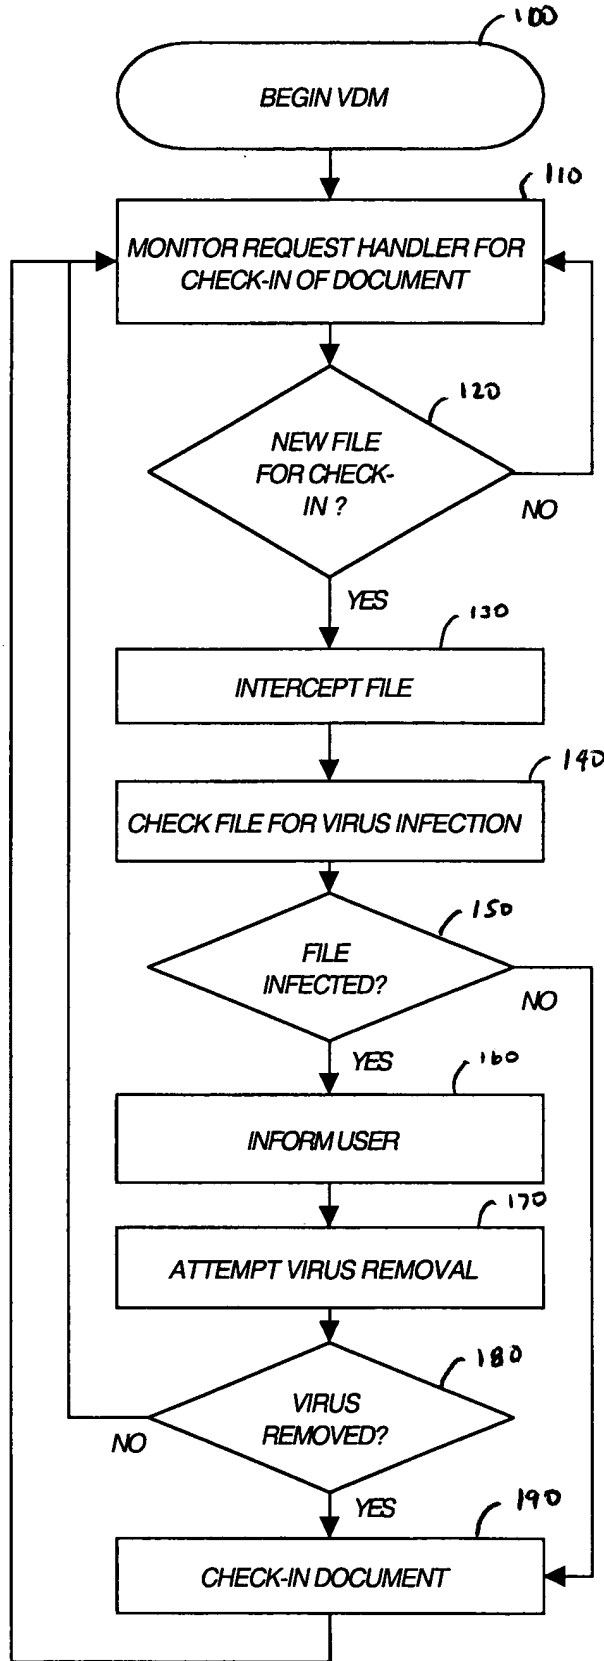 100
BEGIN VDM
110
MONITOR REQUEST HANDLER FOR
CHECK-IN OF DOCUMENT
120
NEW FILE
FOR CHECK-
IN ?
NO
YES
130
INTERCEPT FILE
140
CHECK FILE FOR VIRUS INFECTION
150
FILE
INFECTED?
NO
YES
160
INFORM USER
170
ATTEMPT VIRUS REMOVAL
180
VIRUS
REMOVED?
NO
YES
190
CHECK-IN DOCUMENT